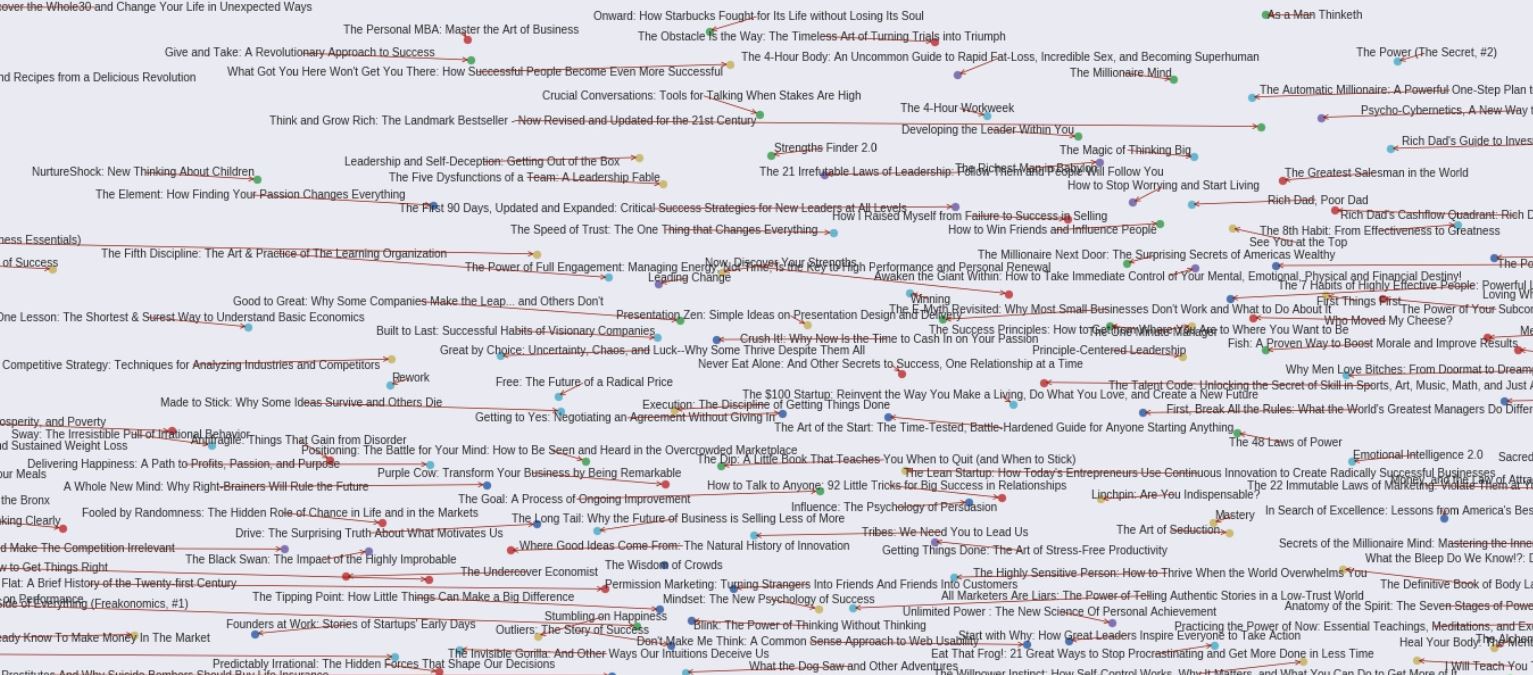 cover the Whole30 and Change Your Life in Unexpected Ways
Onward: How Starbucks Fought for Its Life without Losing Its Soul
As a Man Thinketh
The Personal MBA: Master the Art of Business
The Obstacle Is the Way: The Timeless Art of Turning Trials into Triumph
Give and Take: A Revolutionary Approach to Success
The 4-Hour Body: An Uncommon Guide to Rapid Fat-Loss, Incredible Sex, and Becoming Superhuman
The Power (The Secret, #2)
What Got You Here Won't Get You There: How Successful People Become Even More Successful
The Millionaire Mind
nd Recipes from a Delicious Revolution
The Automatic Millionaire: A Powerful One-Step Plan t
Crucial Conversations: Tools for Talking When Stakes Are High
The 4-Hour Workweek
Psycho-Cybernetics, A New Way t
Think and Grow Rich: The Landmark Bestseller - Now Revised and Updated for the 21st Century
Developing the Leader Within You
Rich Dad's Guide to Inves
Strengths Finder 2.0
The Magic of Thinking Big
Leadership and Self-Deception: Getting Out of the Box
The Richest Man in Babylon
NurtureShock: New Thinking About Children
The 21 Irrefutable Laws of Leadership: Follow Them and People Will Follow You
The Greatest Salesman in the World
The Five Dysfunctions of a Team: A Leadership Fable
How to Stop Worrying and Start Living
The Element: How Finding Your Passion Changes Everything
Rich Dad, Poor Dad
The First 90 Days, Updated and Expanded: Critical Success Strategies for New Leaders at All Levels
How I Raised Myself from Failure to Success in Selling
Rich Dad's Cashflow Quadrant: Rich D
The Speed of Trust: The One Thing that Changes Everything
How to Win Friends and Influence People
The 8th Habit: From Effectiveness to Greatness
ness Essentials)
See You at the Top
The Fifth Discipline: The Art & Practice of The Learning Organization
The Millionaire Next Door: The Surprising Secrets of Americas Wealthy
of Success
Now, Discover Your Strengths
The Po
The Power of Full Engagement: Managing Energy, Not Time, Is the Key to High Performance and Personal Renewal
Leading Change
Awaken the Giant Within: How to Take Immediate Control of Your Mental, Emotional, Physical and Financial Destiny!
The 7 Habits of Highly Effective People: Powerful L
Loving Wh
Good to Great: Why Some Companies Make the Leap... and Others Don't
Winning
First Things First
The E-Myth Revisited: Why Most Small Businesses Don't Work and What to Do About It
The Power of Your Subcor
One Lesson: The Shortest & Surest Way to Understand Basic Economics
Presentation Zen: Simple Ideas on Presentation Design and Delivery
Who Moved My Cheese?
Built to Last: Successful Habits of Visionary Companies
The Success Principles: How to Get From Where You Are to Where You Want to Be
The One Minute Manager
Crush It!: Why Now Is the Time to Cash In on Your Passion
Fish: A Proven Way to Boost Morale and Improve Results
Great by Choice: Uncertainty, Chaos, and Luck--Why Some Thrive Despite Them All
Principle-Centered Leadership
Competitive Strategy: Techniques for Analyzing Industries and Competitors
Never Eat Alone: And Other Secrets to Success, One Relationship at a Time
Why Men Love Bitches: From Doormat to Dream
Rework
Free: The Future of a Radical Price
The Talent Code: Unlocking the Secret of Skill in Sports, Art, Music, Math, and Just A
The $100 Startup: Reinvent the Way You Make a Living, Do What You Love, and Create a New Future
Made to Stick: Why Some Ideas Survive and Others Die
Execution: The Discipline of Getting Things Done
First, Break All the Rules: What the World's Greatest Managers Do Differ
Getting to Yes: Negotiating an Agreement Without Giving In
osperity, and Poverty
The Art of the Start: The Time-Tested, Battle-Hardened Guide for Anyone Starting Anything
Sway: The Irresistible Pull of Irrational Behavior
Antifragile: Things That Gain from Disorder
The 48 Laws of Power
d Sustained Weight Loss
Positioning: The Battle for Your Mind: How to Be Seen and Heard in the Overcrowded Marketplace
Emotional Intelligence 2.0
Sacred
Delivering Happiness: A Path to Profits, Passion, and Purpose
The Dip: A Little Book That Teaches You When to Quit (and When to Stick)
our Meals
Purple Cow: Transform Your Business by Being Remarkable
The Lean Startup: How Today's Entrepreneurs Use Continuous Innovation to Create Radically Successful Businesses
Money, and the Law of Attra
A Whole New Mind: Why Right-Brainers Will Rule the Future
How to Talk to Anyone: 92 Little Tricks for Big Success in Relationships
The 22 Immutable Laws of Marketing: Violate Them at Y
the Bronx
The Goal: A Process of Ongoing Improvement
Linchpin: Are You Indispensable?
Influence: The Psychology of Persuasion
Fooled by Randomness: The Hidden Role of Chance in Life and in the Markets
Mastery
In Search of Excellence: Lessons from America's Bes
king Clearly
The Long Tail: Why the Future of Business is Selling Less of More
Drive: The Surprising Truth About What Motivates Us
Tribes: We Need You to Lead Us
The Art of Seduction
d Make The Competition Irrelevant
Where Good Ideas Come From: The Natural History of Innovation
Getting Things Done: The Art of Stress-Free Productivity
Secrets of the Millionaire Mind: Mastering the Inne
The Black Swan: The Impact of the Highly Improbable
What the Bleep Do We Know!?: D
w to Get Things Right
The Undercover Economist
The Wisdom of Crowds
The Highly Sensitive Person: How to Thrive When the World Overwhelms You
Flat: A Brief History of the Twenty-first Century
Permission Marketing: Turning Strangers Into Friends And Friends Into Customers
The Definitive Book of Body La
on Performance
The Tipping Point: How Little Things Can Make a Big Difference
Mindset: The New Psychology of Success
All Marketers Are Liars: The Power of Telling Authentic Stories in a Low-Trust World
Side of Everything (Freakonomics, #1)
Anatomy of the Spirit: The Seven Stages of Powe
Stumbling on Happiness
Unlimited Power : The New Science Of Personal Achievement
Founders at Work: Stories of Startups' Early Days
Blink: The Power of Thinking Without Thinking
Practicing the Power of Now: Essential Teachings, Meditations, and Ex
Outliers: The Story of Success
eady Know To Make Money In The Market
Don't Make Me Think: A Common Sense Approach to Web Usability
Start with Why: How Great Leaders Inspire Everyone to Take Action
The Alchem
Heal Your Body: The Ment
The Invisible Gorilla: And Other Ways Our Intuitions Deceive Us
Eat That Frog!: 21 Great Ways to Stop Procrastinating and Get More Done in Less Time
Predictably Irrational: The Hidden Forces That Shape Our Decisions
What the Dog Saw and Other Adventures
I Will Teach You
Prostitutes And Why Suicide Bombers Should Buy Life Insurance
The Willpower Instinct: How Self-Control Works, Why It Matters, and What You Can Do to Get More of It